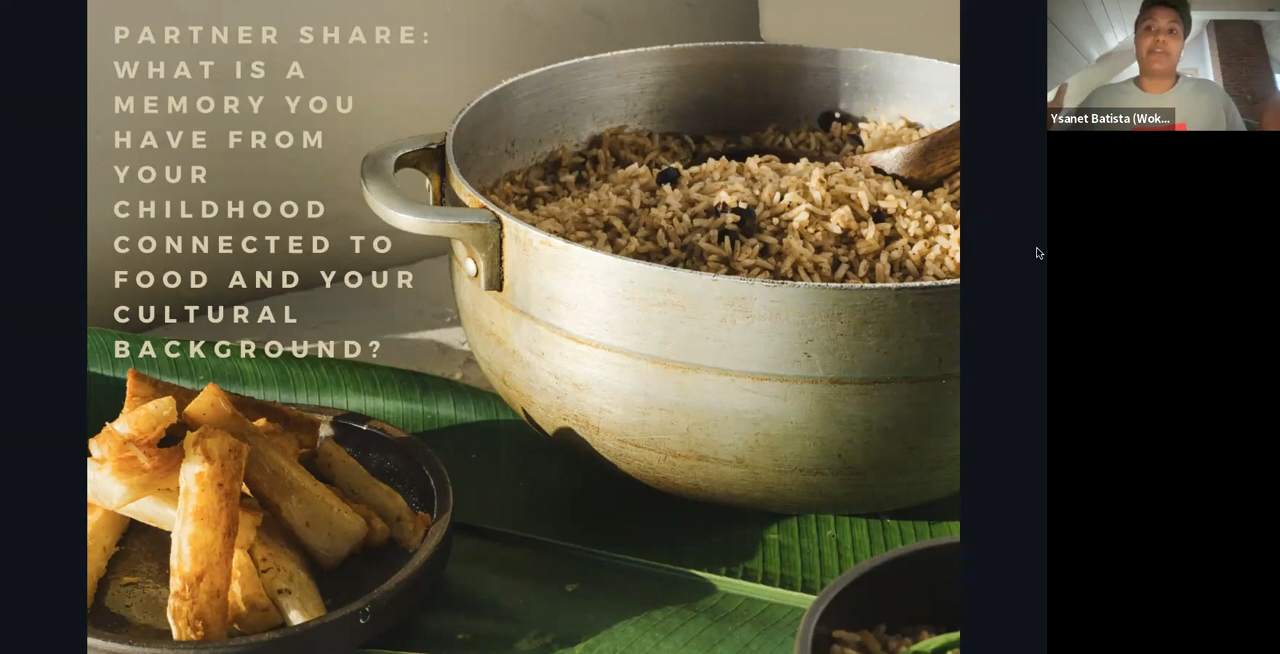 PARTNER SHARE:
WHAT IS A
MEMORY YOU
HAVE FROM
YOUR
CHILDHOOD
CONNECTED TO
FOOD AND YOUR
CULTURAL
BACKGROUND?
Ysanet Batista (Wok...